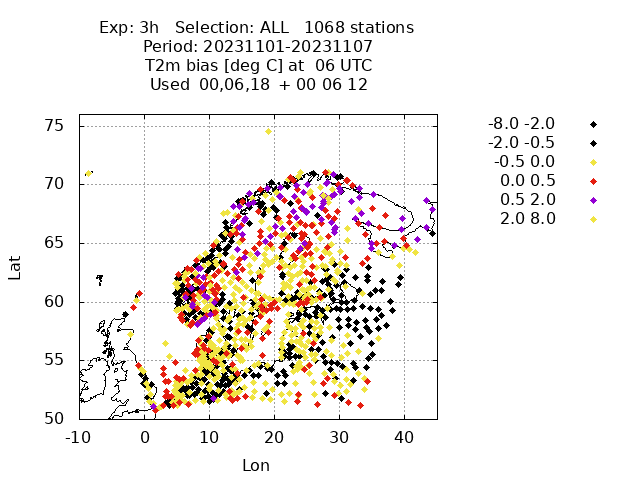 Exp: 3h   Selection: ALL   1068 stations
Period: 20231101-20231107
T2m bias [deg C] at  06 UTC
Used  00,06,18  + 00 06 12
-8.0 -2.0
-2.0 -0.5
-0.5 0.0
0.0 0.5
0.5 2.0
2.0 8.0
75
70
65
60
55
50
Lat
-10 0 10 20 30 40
Lon